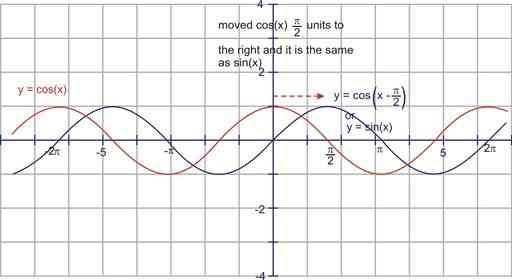 4
moved cos(x) π/2 units to
the right and it is the same
as sin(x)
2
y = cos(x)
y = cos(x - π/2)
or
y = sin(x)
-2π
-5
-π
π/2
π
5
2π
-2
-4